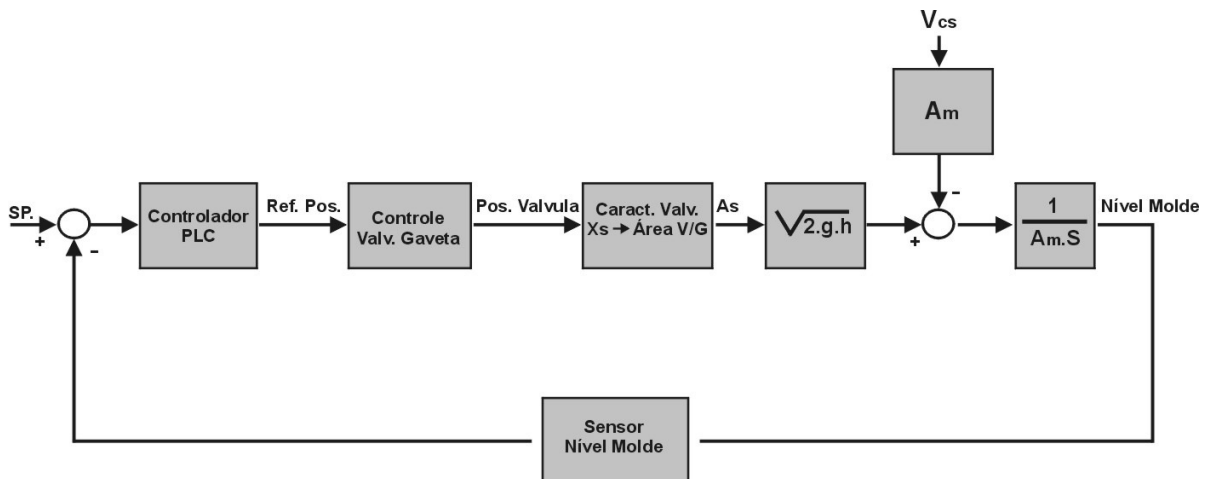 Vcs
Am
SP.
+
-
Controlador
PLC
Ref. Pos.
Controle
Valv. Gaveta
Pos. Valvula
Caract. Valv.
Xs → Área V/G
As
√2.g.h
+
-
1
Am.S
Nível Molde
Sensor
Nível Molde